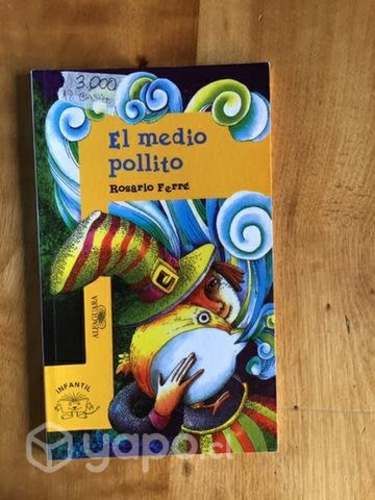 3.000
El medio
pollito
Rosario Ferré
ALFAGUARA
INFANTIL
yapo.cl